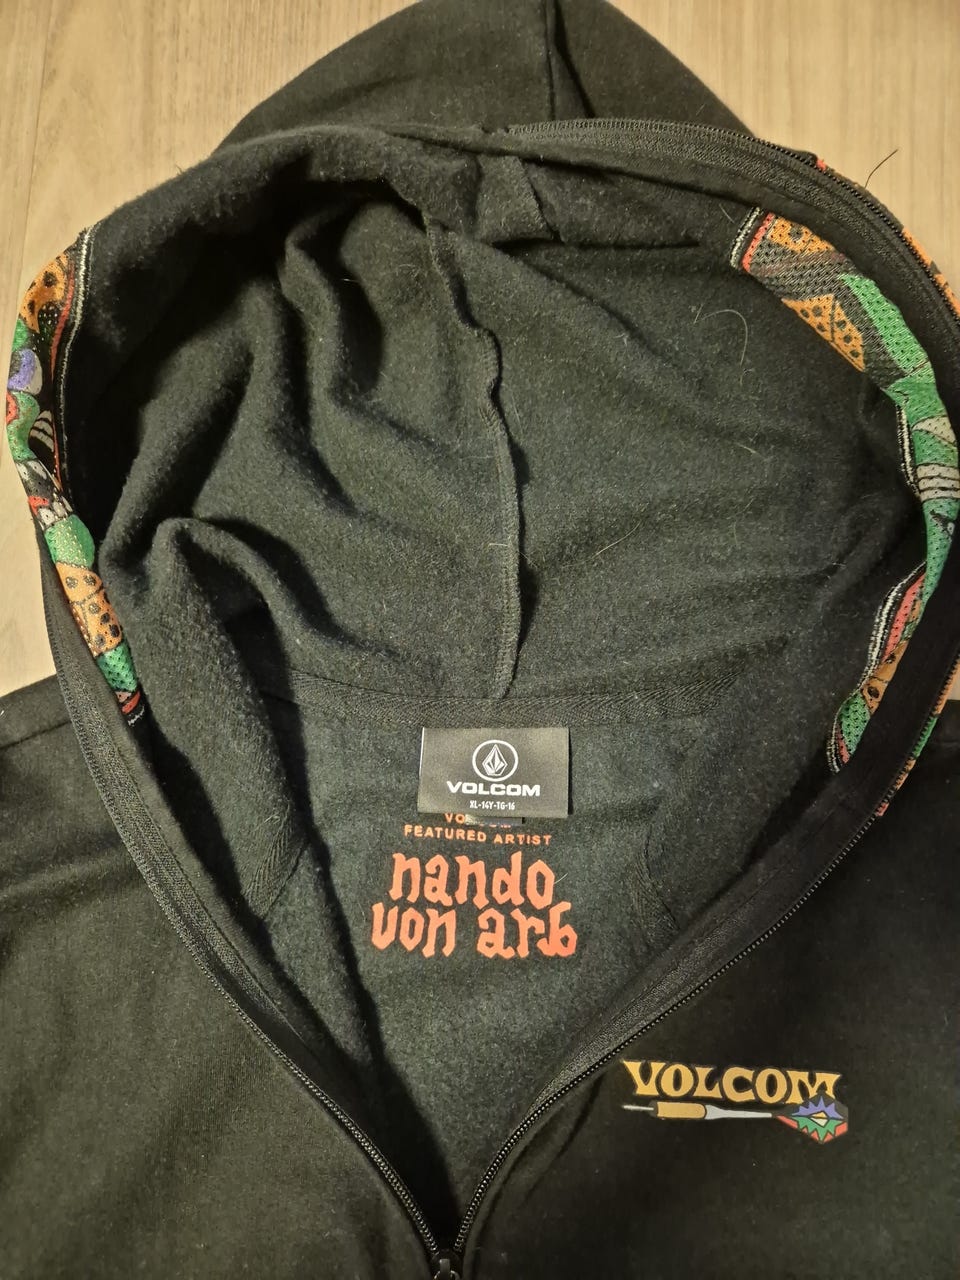 VOLCOM
XL-14Y-TG-16
FEATURED ARTIST
nando
von arb
VOLCOM